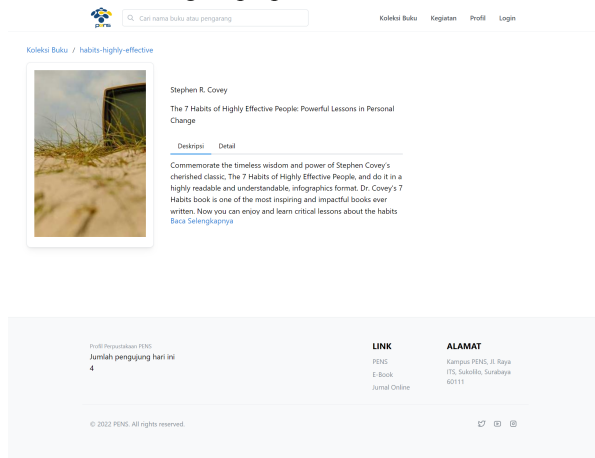 pens
Cari nama buku atau pengarang
Koleksi Buku Kegiatan Profil Login
Koleksi Buku / habits-highly-effective
Stephen R. Covey
The 7 Habits of Highly Effective People: Powerful Lessons in Personal
Change
Deskripsi Detail
Commemorate the timeless wisdom and power of Stephen Covey's
cherished classic, The 7 Habits of Highly Effective People, and do it in a
highly readable and understandable, infographics format. Dr. Covey's 7
Habits book is one of the most inspiring and impactful books ever
written. Now you can enjoy and learn critical lessons about the habits
Baca Selengkapnya
Profil Perpustakaan PENS
Jumlah pengujung hari ini
4
LINK
PENS
E-Book
Jurnal Online
ALAMAT
Kampus PENS, Jl. Raya
ITS, Sukolilo, Surabaya
60111
© 2022 PENS. All rights reserved.